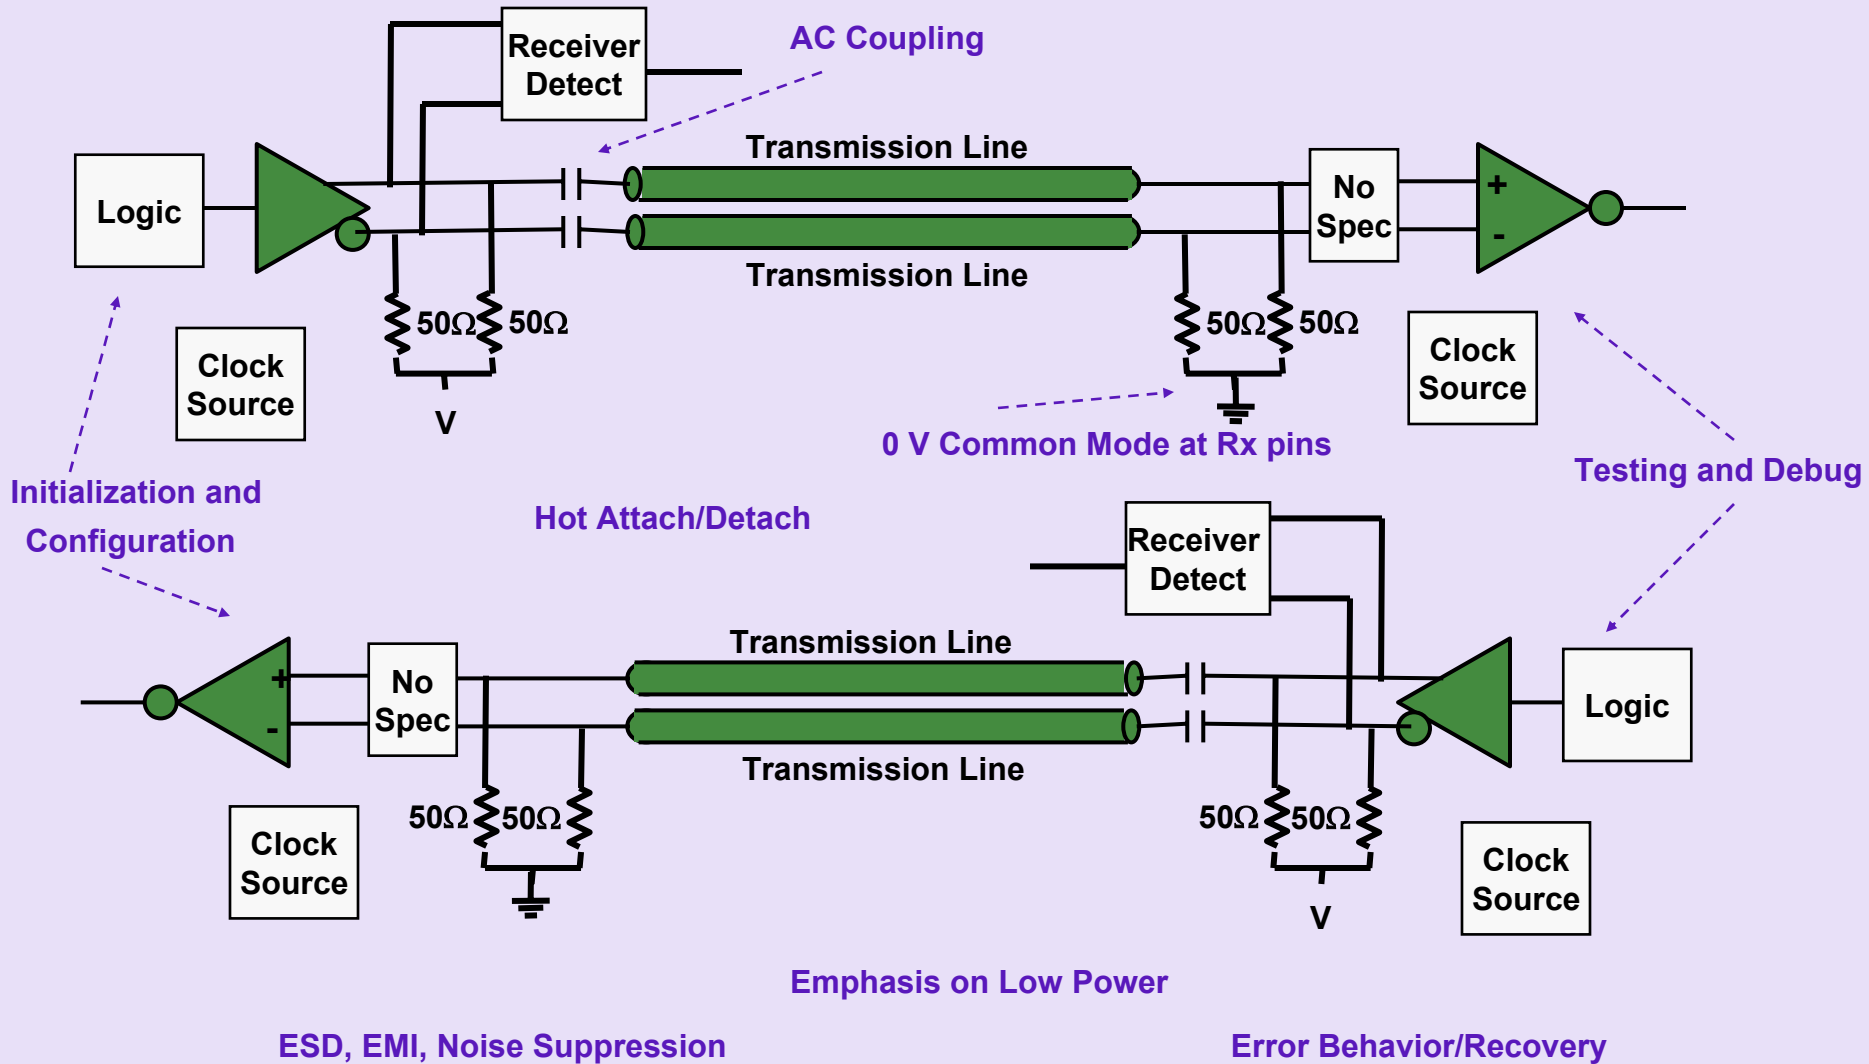 Receiver
Detect
AC Coupling
Transmission Line
Logic
No
Spec
+
-
Transmission Line
50Ω
50Ω
50Ω
50Ω
Clock
Source
V
Clock
Source
0 V Common Mode at Rx pins
Initialization and
Configuration
Testing and Debug
Hot Attach/Detach
Receiver
Detect
Transmission Line
+
-
No
Spec
Logic
Transmission Line
50Ω
50Ω
50Ω
50Ω
Clock
Source
V
Clock
Source
Emphasis on Low Power
ESD, EMI, Noise Suppression
Error Behavior/Recovery